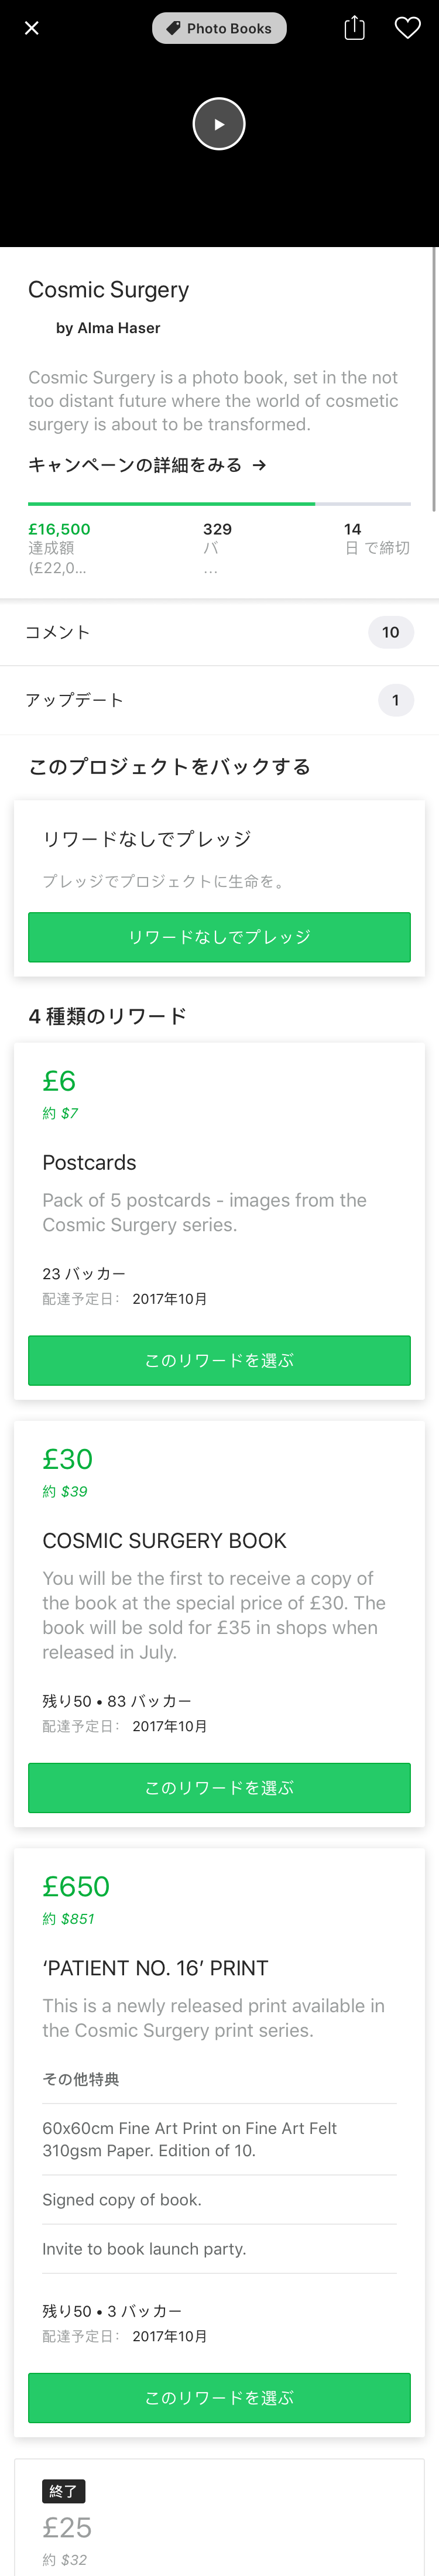 Photo Books
Cosmic Surgery
by Alma Haser
Cosmic Surgery is a photo book, set in the not
too distant future where the world of cosmetic
surgery is about to be transformed.
キャンペーンの詳細をみる →
£16,500
達成額
(£22,0...
329
バ
...
14
日 で締切
コメント
10
アップデート
1
このプロジェクトをバックする
リワードなしでプレッジ
プレッジでプロジェクトに生命を。
リワードなしでプレッジ
4 種類のリワード
£6
約 $7
Postcards
Pack of 5 postcards - images from the
Cosmic Surgery series.
23 バッカー
配達予定日: 2017年10月
このリワードを選ぶ
£30
約 $39
COSMIC SURGERY BOOK
You will be the first to receive a copy of
the book at the special price of £30. The
book will be sold for £35 in shops when
released in July.
残り50 • 83 バッカー
配達予定日: 2017年10月
このリワードを選ぶ
£650
約 $851
‘PATIENT NO. 16’ PRINT
This is a newly released print available in
the Cosmic Surgery print series.
その他特典
60x60cm Fine Art Print on Fine Art Felt
310gsm Paper. Edition of 10.
Signed copy of book.
Invite to book launch party.
残り50 • 3 バッカー
配達予定日: 2017年10月
このリワードを選ぶ
終了
£25
約 $32